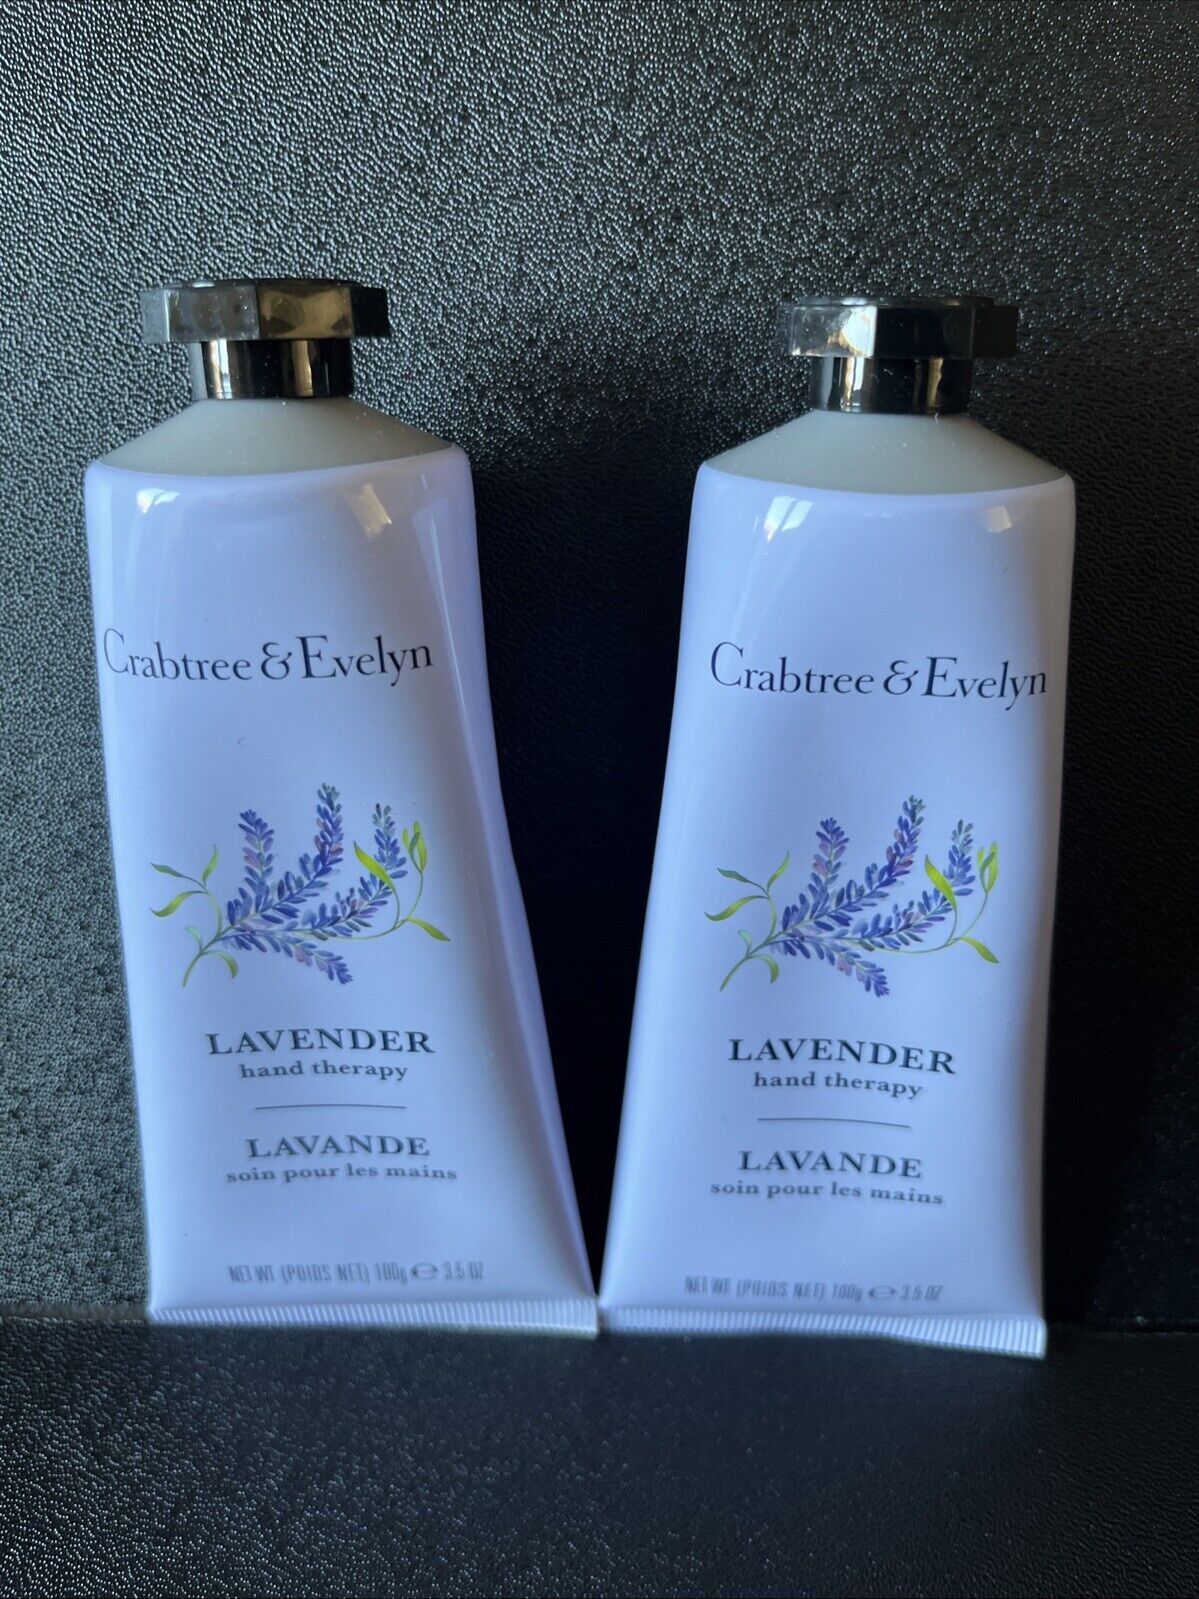 Crabtree & Evelyn
LAVENDER
hand therapy
LAVANDE
soin pour les mains
NET WT. (POIDS NET) 100g ℮ 3.5 OZ
Crabtree & Evelyn
LAVENDER
hand therapy
LAVANDE
soin pour les mains
NET WT. (POIDS NET) 100g ℮ 3.5 OZ